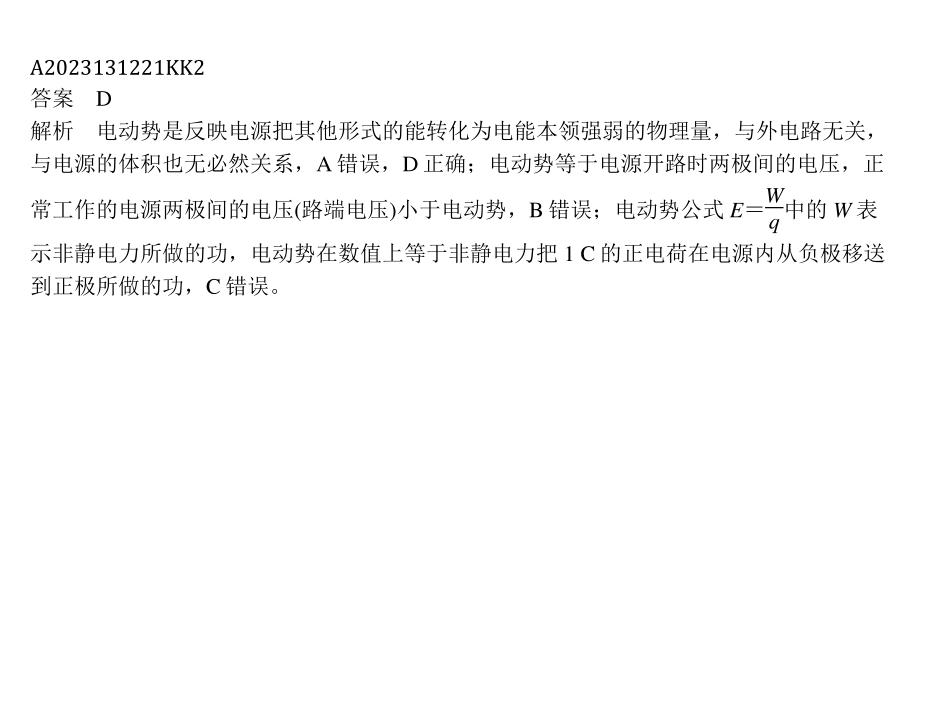 A2023131221KK2
答案　D
解析　电动势是反映电源把其他形式的能转化为电能本领强弱的物理量，与外电路无关，
与电源的体积也无必然关系，A 错误，D 正确；电动势等于电源开路时两极间的电压，正
常工作的电源两极间的电压(路端电压)小于电动势，B 错误；电动势公式 E＝W/q中的 W 表
示非静电力所做的功，电动势在数值上等于非静电力把 1 C 的正电荷在电源内从负极移送
到正极所做的功，C 错误。